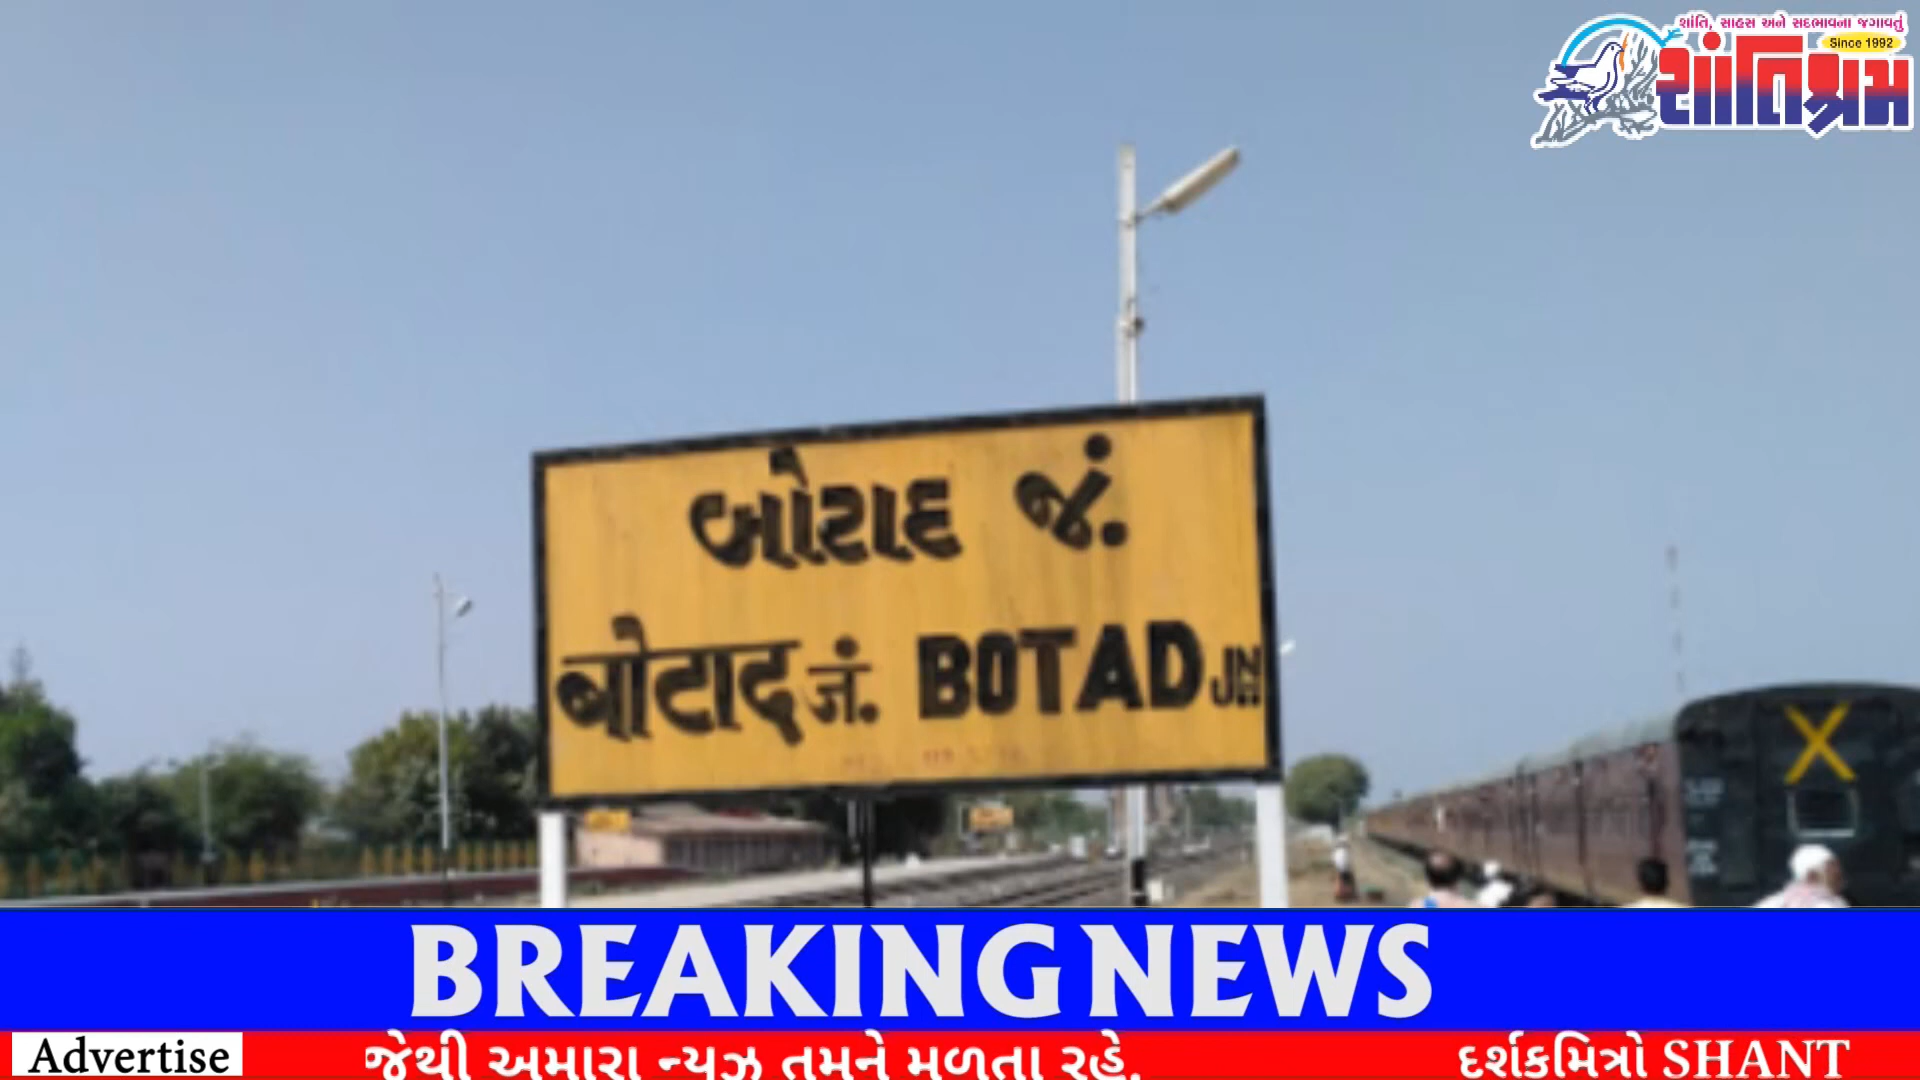 શાંતિ, સાહસ અને સદભાવના જગાવતું
Since 1992
શાંતિશ્રમ
બોટાદ જં.
बोटाद जं. BOTAD JN
BREAKING NEWS
Advertise
જેથી અમારા ન્યૂઝ તમને મળતા રહે.
દર્શકમિત્રો SHANT